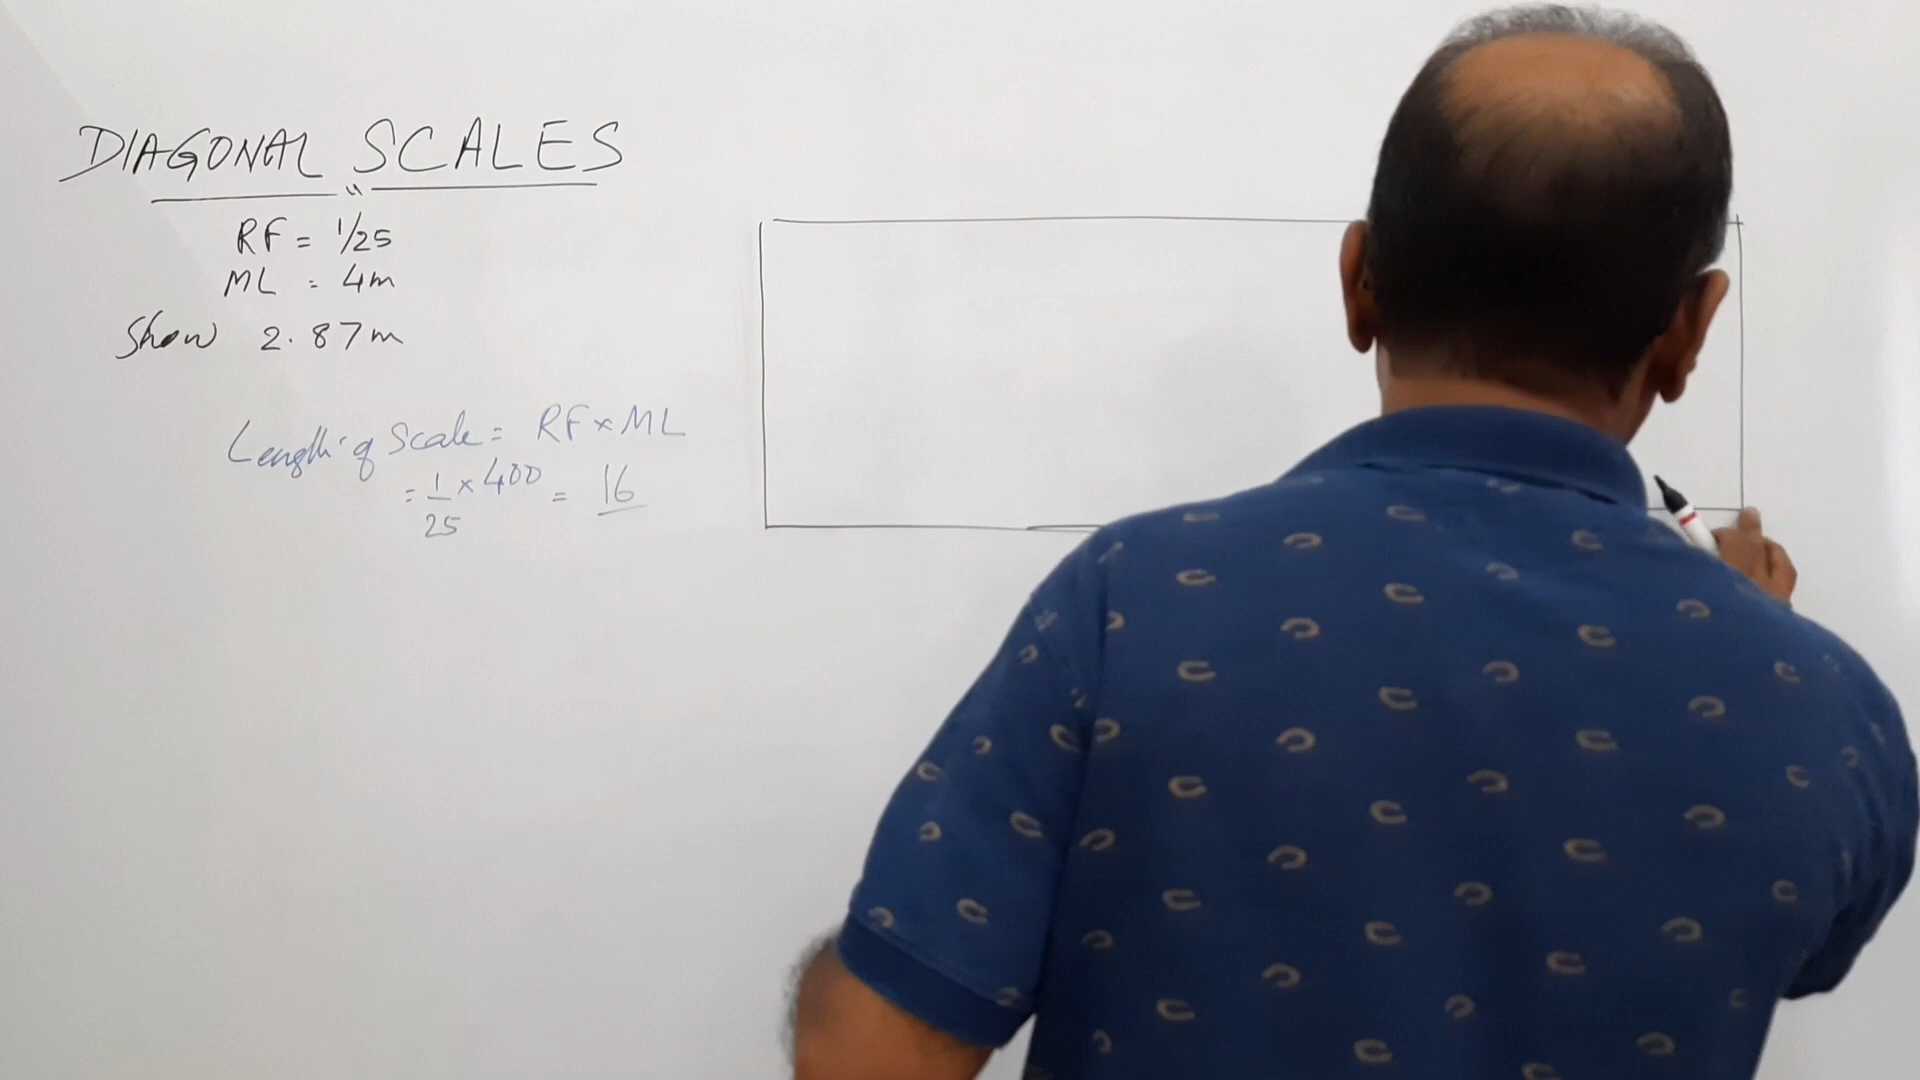 DIAGONAL SCALES
RF = 1/25
ML = 4m
Show 2.87m
Length of Scale = RF × ML
= 1/25 × 400 = 16